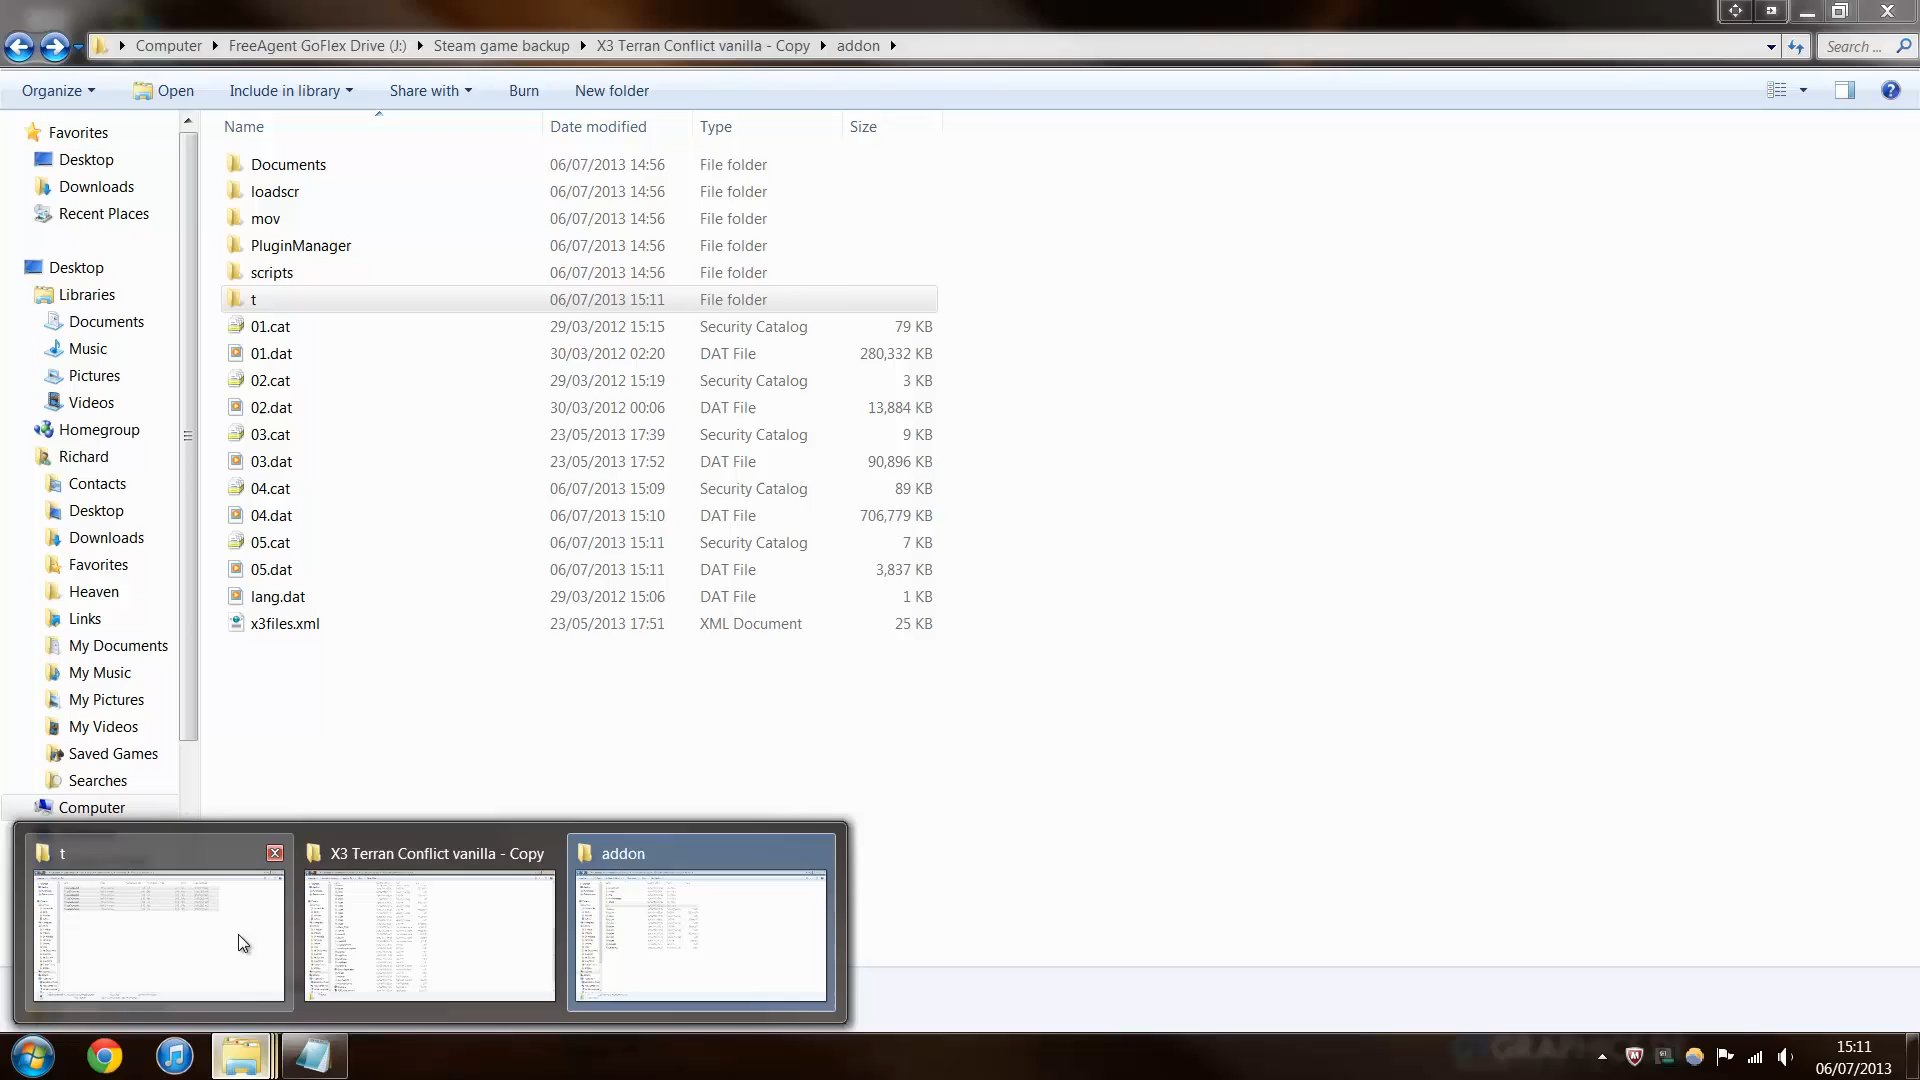 Computer FreeAgent GoFlex Drive (J:) Steam game backup X3 Terran Conflict vanilla - Copy addon
Search ...
Organize Open Include in library Share with Burn New folder
Name Date modified Type Size
Favorites
Desktop
Downloads
Recent Places
Desktop
Libraries
Documents
Music
Pictures
Videos
Homegroup
Richard
Contacts
Desktop
Downloads
Favorites
Heaven
Links
My Documents
My Music
My Pictures
My Videos
Saved Games
Searches
Computer
Documents 06/07/2013 14:56 File folder
loadscr 06/07/2013 14:56 File folder
mov 06/07/2013 14:56 File folder
PluginManager 06/07/2013 14:56 File folder
scripts 06/07/2013 14:56 File folder
t 06/07/2013 15:11 File folder
01.cat 29/03/2012 15:15 Security Catalog 79 KB
01.dat 30/03/2012 02:20 DAT File 280,332 KB
02.cat 29/03/2012 15:19 Security Catalog 3 KB
02.dat 30/03/2012 00:06 DAT File 13,884 KB
03.cat 23/05/2013 17:39 Security Catalog 9 KB
03.dat 23/05/2013 17:52 DAT File 90,896 KB
04.cat 06/07/2013 15:09 Security Catalog 89 KB
04.dat 06/07/2013 15:10 DAT File 706,779 KB
05.cat 06/07/2013 15:11 Security Catalog 7 KB
05.dat 06/07/2013 15:11 DAT File 3,837 KB
lang.dat 29/03/2012 15:06 DAT File 1 KB
x3files.xml 23/05/2013 17:51 XML Document 25 KB
t
X3 Terran Conflict vanilla - Copy
addon
15:11
06/07/2013